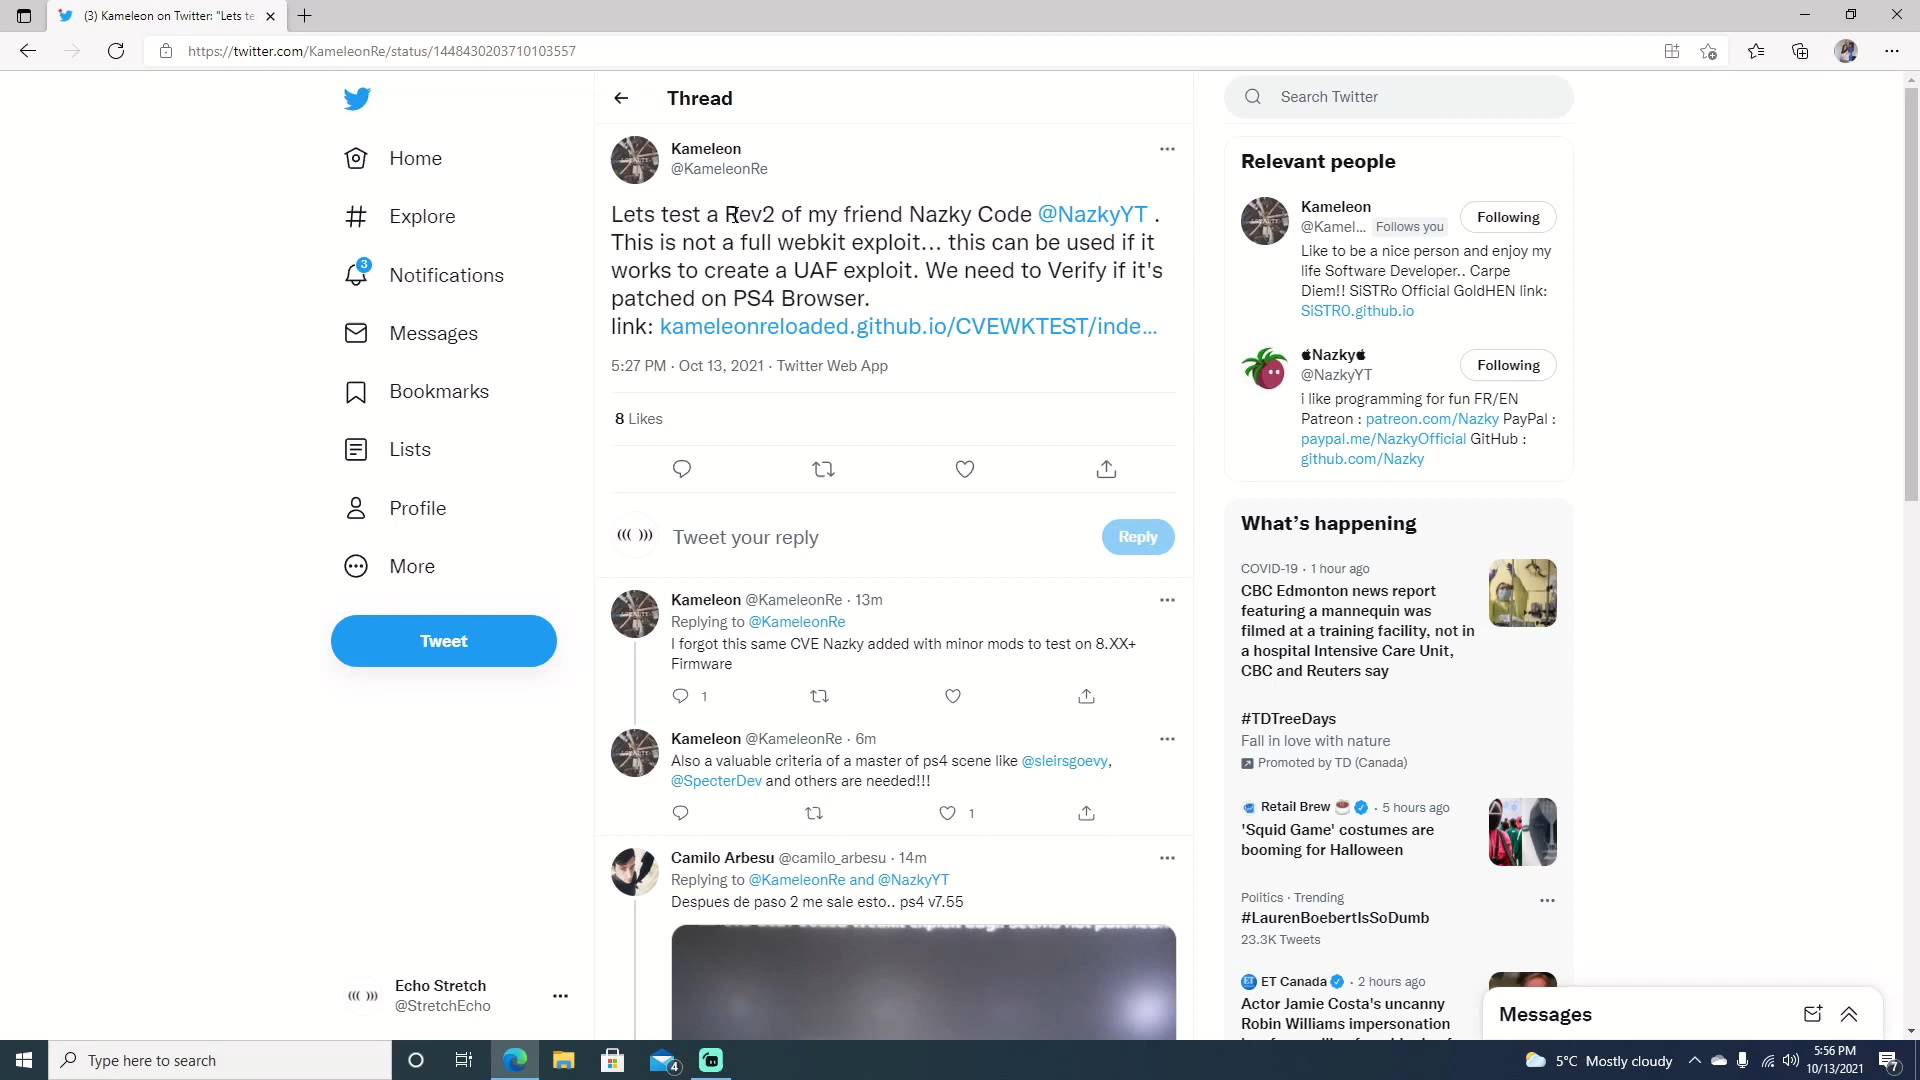 (3) Kameleon on Twitter: "Lets te
https://twitter.com/KameleonRe/status/1448430203710103557
Home
Explore
3
Notifications
Messages
Bookmarks
Lists
Profile
More
Tweet
Echo Stretch
@StretchEcho
Thread
Kameleon
@KameleonRe
Lets test a Rev2 of my friend Nazky Code @NazkyYT .
This is not a full webkit exploit... this can be used if it
works to create a UAF exploit. We need to Verify if it's
patched on PS4 Browser.
link: kameleonreloaded.github.io/CVEWKTEST/inde...
5:27 PM · Oct 13, 2021 · Twitter Web App
8 Likes
Tweet your reply
Reply
Kameleon @KameleonRe · 13m
Replying to @KameleonRe
I forgot this same CVE Nazky added with minor mods to test on 8.XX+
Firmware
1
Kameleon @KameleonRe · 6m
Also a valuable criteria of a master of ps4 scene like @sleirsgoevy,
@SpecterDev and others are needed!!!
1
Camilo Arbesu @camilo_arbesu · 14m
Replying to @KameleonRe and @NazkyYT
Despues de paso 2 me sale esto.. ps4 v7.55
Search Twitter
Relevant people
Kameleon
@Kamel... Follows you
Following
Like to be a nice person and enjoy my
life Software Developer.. Carpe
Diem!! SiSTRo Official GoldHEN link:
SiSTR0.github.io
Nazky
@NazkyYT
Following
i like programming for fun FR/EN
Patreon : patreon.com/Nazky PayPal :
paypal.me/NazkyOfficial GitHub :
github.com/Nazky
What's happening
COVID-19 · 1 hour ago
CBC Edmonton news report
featuring a mannequin was
filmed at a training facility, not in
a hospital Intensive Care Unit,
CBC and Reuters say
#TDTreeDays
Fall in love with nature
Promoted by TD (Canada)
Retail Brew · 5 hours ago
'Squid Game' costumes are
booming for Halloween
Politics · Trending
#LaurenBoebertIsSoDumb
23.3K Tweets
ET Canada · 2 hours ago
Actor Jamie Costa's uncanny
Robin Williams impersonation
Messages
Type here to search
4
5°C Mostly cloudy
5:56 PM
10/13/2021
7